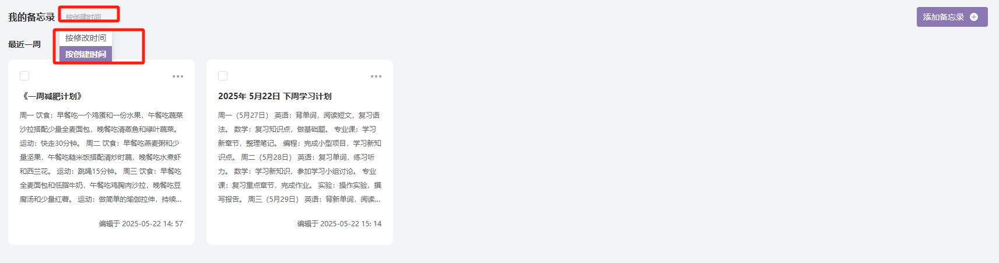 我的备忘录 按创建时间
添加备忘录
按修改时间
按创建时间
最近一周
《一周减肥计划》
周一 饮食：早餐吃一个鸡蛋和一份水果，午餐吃蔬菜
沙拉搭配少量全麦面包，晚餐吃清蒸鱼和绿叶蔬菜。
运动：快走30分钟。 周二 饮食：早餐吃燕麦粥和少
量坚果，午餐吃糙米饭搭配清炒时蔬，晚餐吃水煮虾
和西兰花。 运动：跳绳15分钟。 周三 饮食：早餐吃
全麦面包和低脂牛奶，午餐吃鸡胸肉沙拉，晚餐吃豆
腐汤和少量红薯。 运动：做简单的瑜伽拉伸，持续...
编辑于 2025-05-22 14: 57
2025年 5月22日 下周学习计划
周一（5月27日） 英语：背单词，阅读短文，复习语
法。 数学：复习知识点，做基础题。 专业课：学习
新章节，整理笔记。 编程：完成小型项目，学习新知
识点。 周二（5月28日） 英语：复习单词，练习听
力。 数学：学习新知识，参加学习小组讨论。 专业
课：复习重点章节，完成作业。 实验：操作实验，撰
写报告。 周三（5月29日） 英语：背新单词，阅读...
编辑于 2025-05-22 15: 14